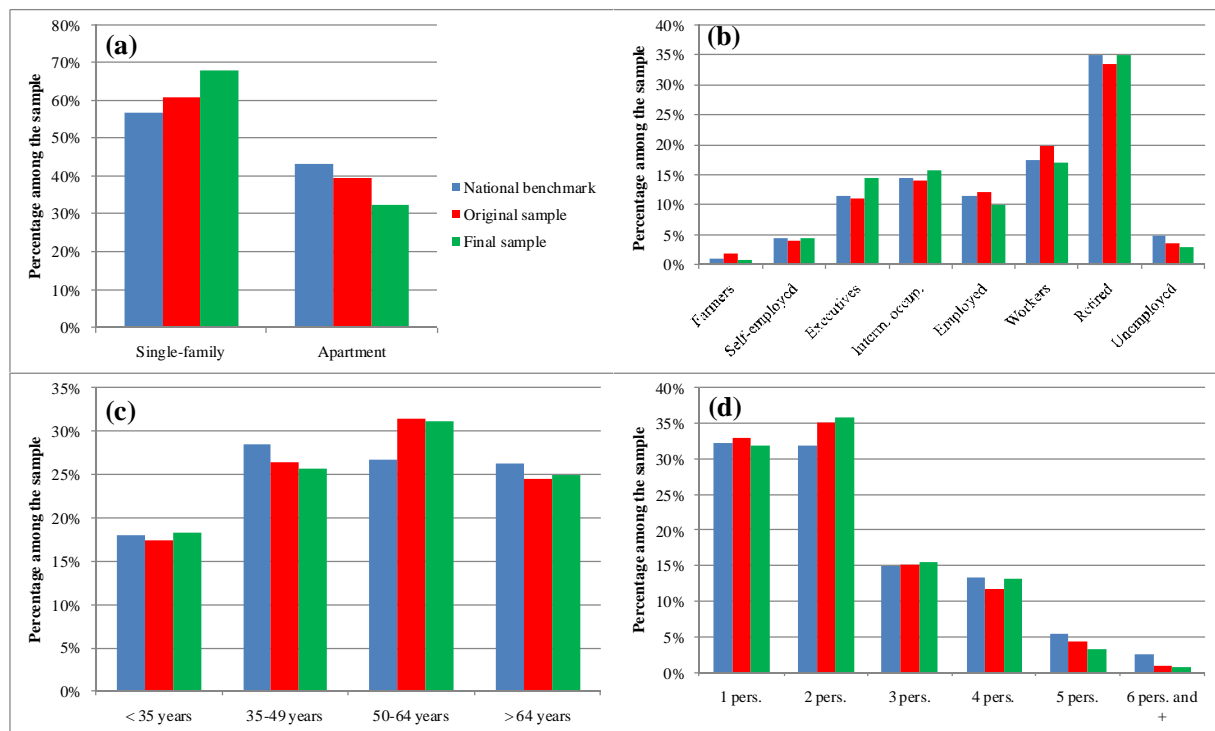 (a)
Percentage among the sample
80%
70%
60%
50%
40%
30%
20%
10%
0%
Single-family
Apartment
National benchmark
Original sample
Final sample
(b)
Percentage among the sample
40%
35%
30%
25%
20%
15%
10%
5%
0%
Farmers
Self-employed
Executives
Interm. occup.
Employed
Workers
Retired
Unemployed
(c)
Percentage among the sample
35%
30%
25%
20%
15%
10%
5%
0%
< 35 years
35-49 years
50-64 years
>64 years
(d)
Percentage among the sample
40%
35%
30%
25%
20%
15%
10%
5%
0%
1 pers.
2 pers.
3 pers.
4 pers.
5 pers.
6 pers. and
+